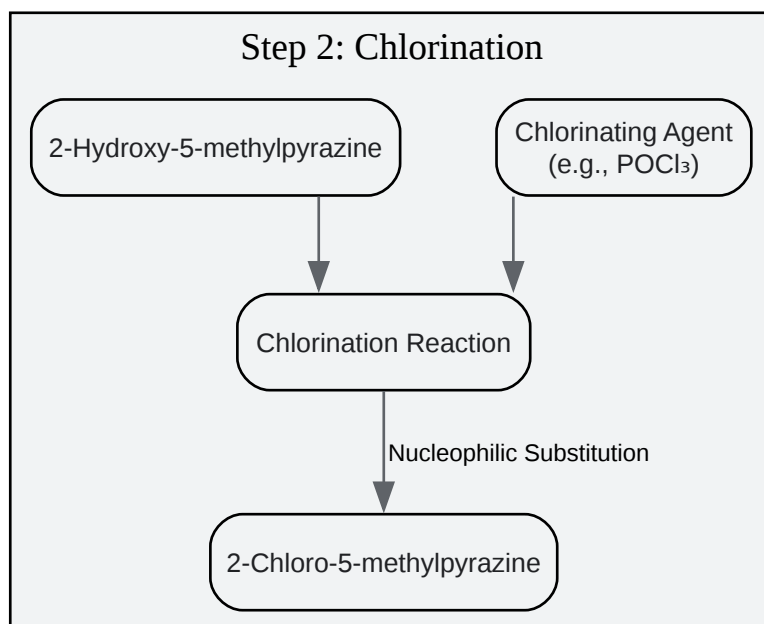 Step 2: Chlorination
2-Hydroxy-5-methylpyrazine
Chlorinating Agent
(e.g., POCl₃)
Chlorination Reaction
Nucleophilic Substitution
2-Chloro-5-methylpyrazine